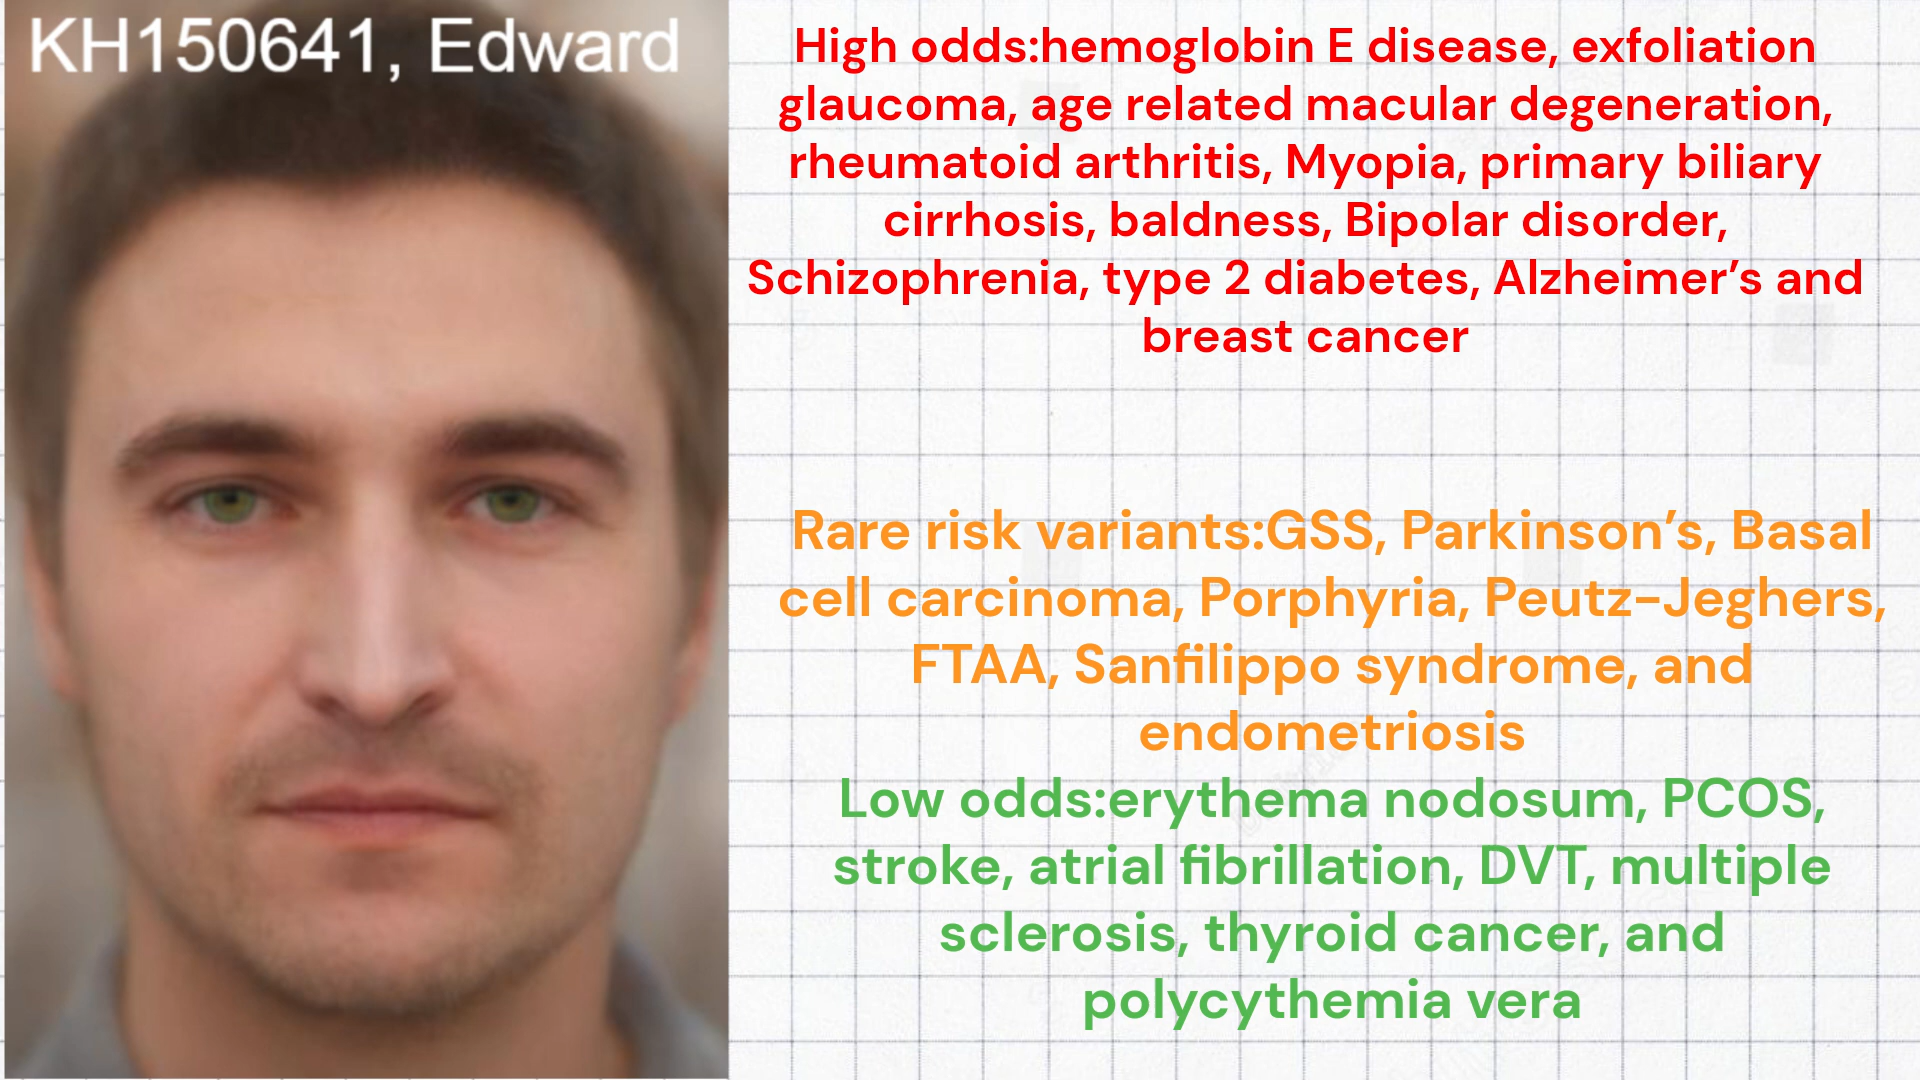 KH150641, Edward
High odds:hemoglobin E disease, exfoliation
glaucoma, age related macular degeneration,
rheumatoid arthritis, Myopia, primary biliary
cirrhosis, baldness, Bipolar disorder,
Schizophrenia, type 2 diabetes, Alzheimer’s and
breast cancer
Rare risk variants:GSS, Parkinson’s, Basal
cell carcinoma, Porphyria, Peutz-Jeghers,
FTAA, Sanfilippo syndrome, and
endometriosis
Low odds:erythema nodosum, PCOS,
stroke, atrial fibrillation, DVT, multiple
sclerosis, thyroid cancer, and
polycythemia vera